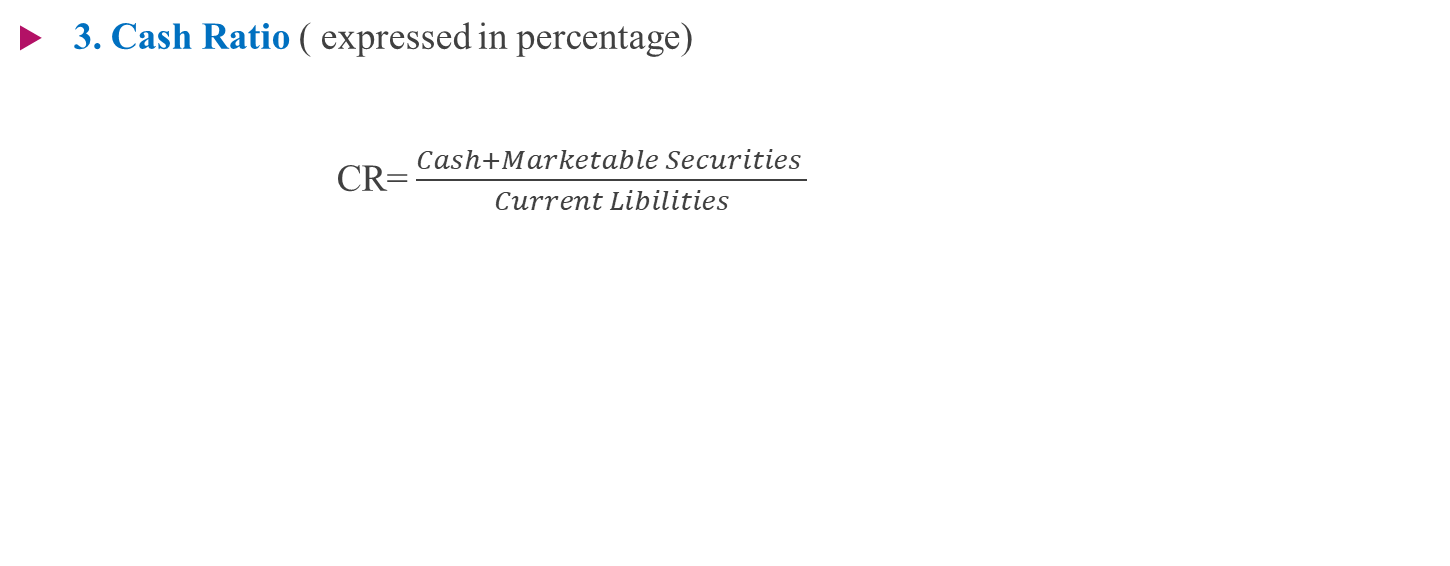 3. Cash Ratio ( expressed in percentage)
CR= Cash+Marketable Securities
Current Libilities